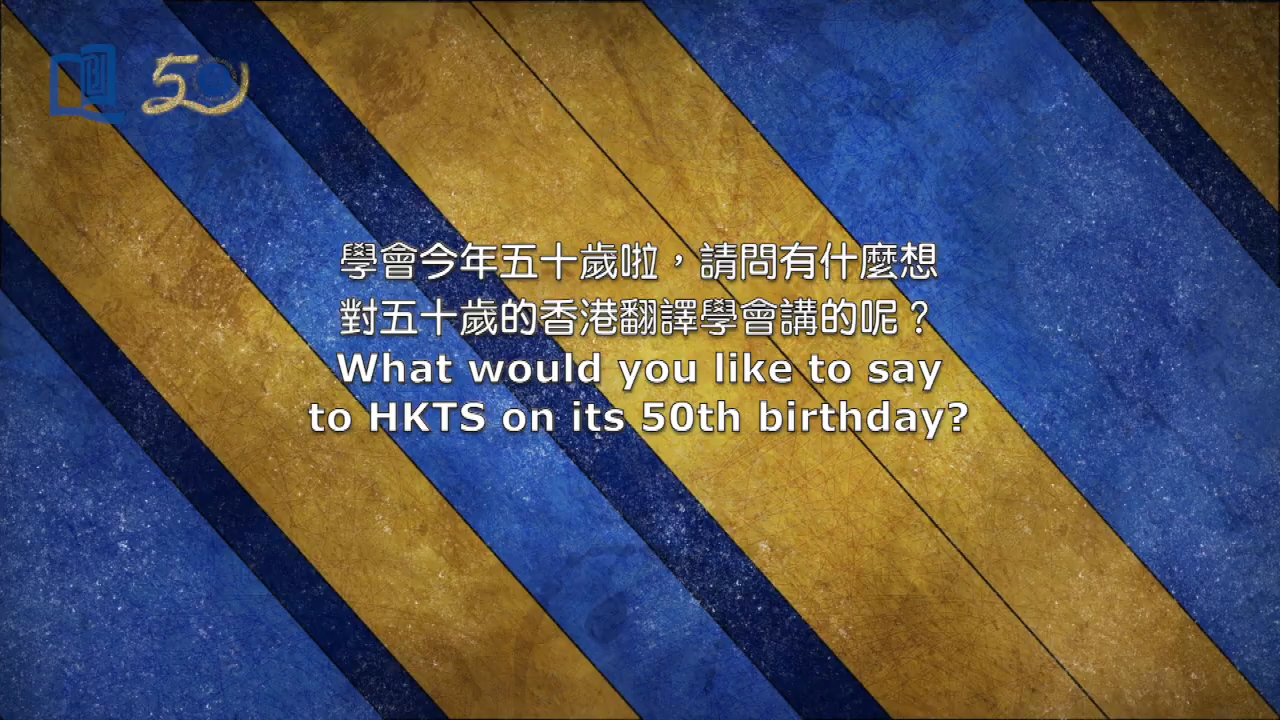 50
學會今年五十歲啦，請問有什麼想
對五十歲的香港翻譯學會講的呢？
What would you like to say
to HKTS on its 50th birthday?